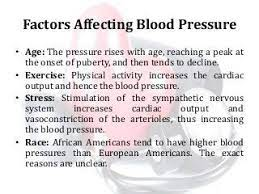 Factors Affecting Blood Pressure
• Age: The pressure rises with age, reaching a peak at
the onset of puberty, and then tends to decline.
• Exercise: Physical activity increases the cardiac
output and hence the blood pressure.
• Stress: Stimulation of the sympathetic nervous
system increases cardiac output and
vasoconstriction of the arterioles, thus increasing
the blood pressure.
• Race: African Americans tend to have higher blood
pressures than European Americans. The exact
reasons are unclear.